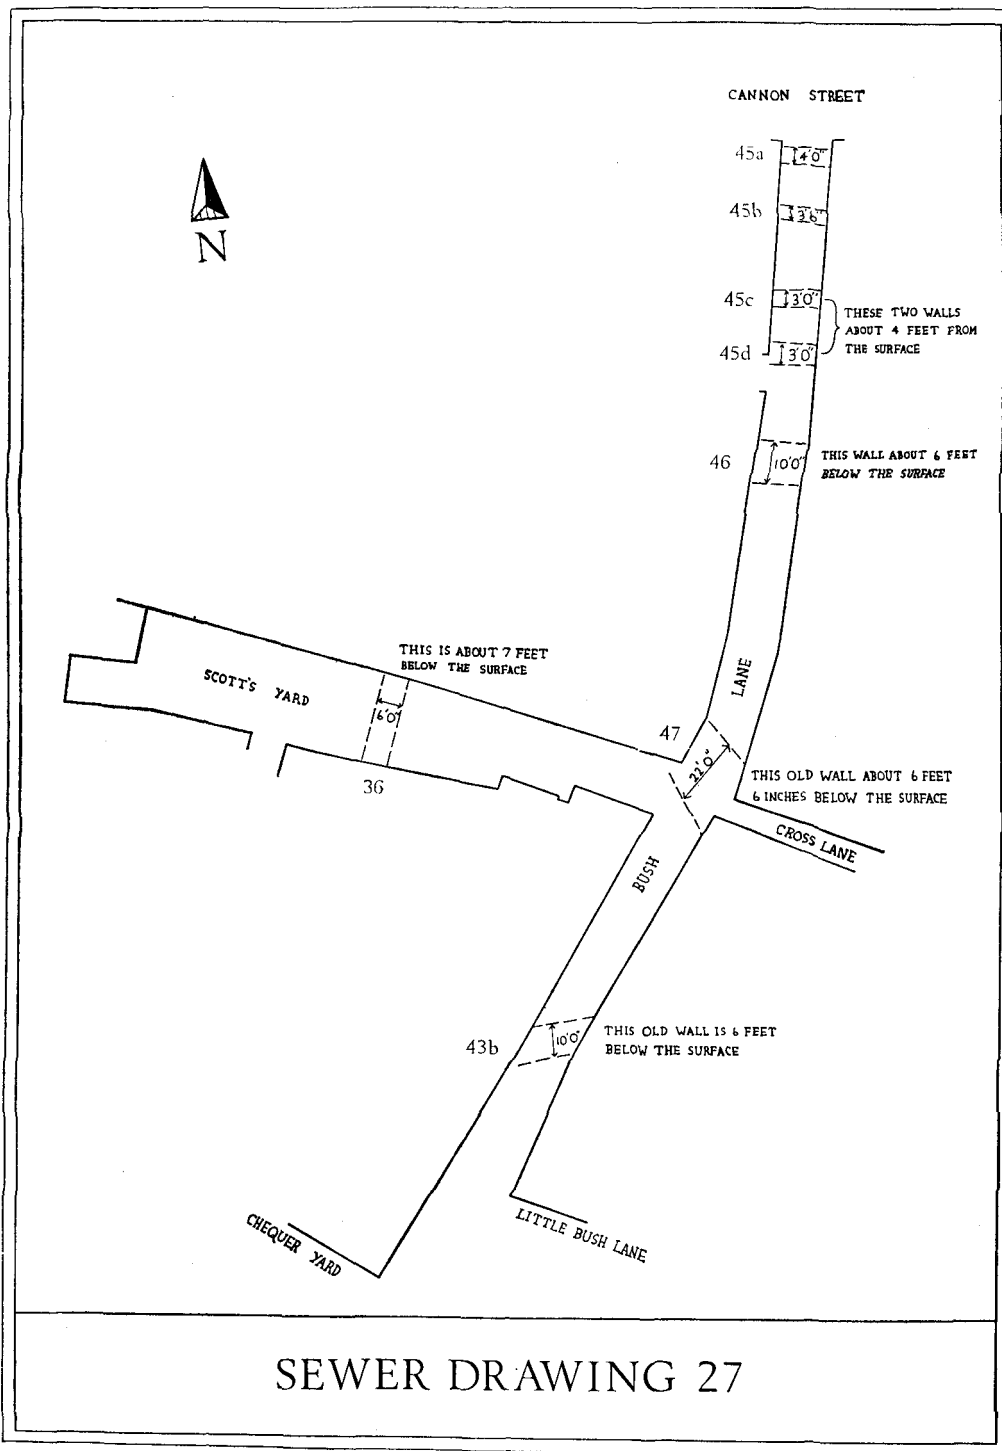 CANNON STREET
45a
4'0"
45b
3'6"
45c
3'0"
THESE TWO WALLS
ABOUT 4 FEET FROM
THE SURFACE
45d
3'0"
N
46
10'0"
THIS WALL ABOUT 6 FEET
BELOW THE SURFACE
THIS IS ABOUT 7 FEET
BELOW THE SURFACE
SCOTT'S YARD
6'0"
36
LANE
47
22'0"
THIS OLD WALL ABOUT 6 FEET
6 INCHES BELOW THE SURFACE
CROSS LANE
BUSH
43b
10'0"
THIS OLD WALL IS 6 FEET
BELOW THE SURFACE
CHEQUER YARD
LITTLE BUSH LANE
SEWER DRAWING 27